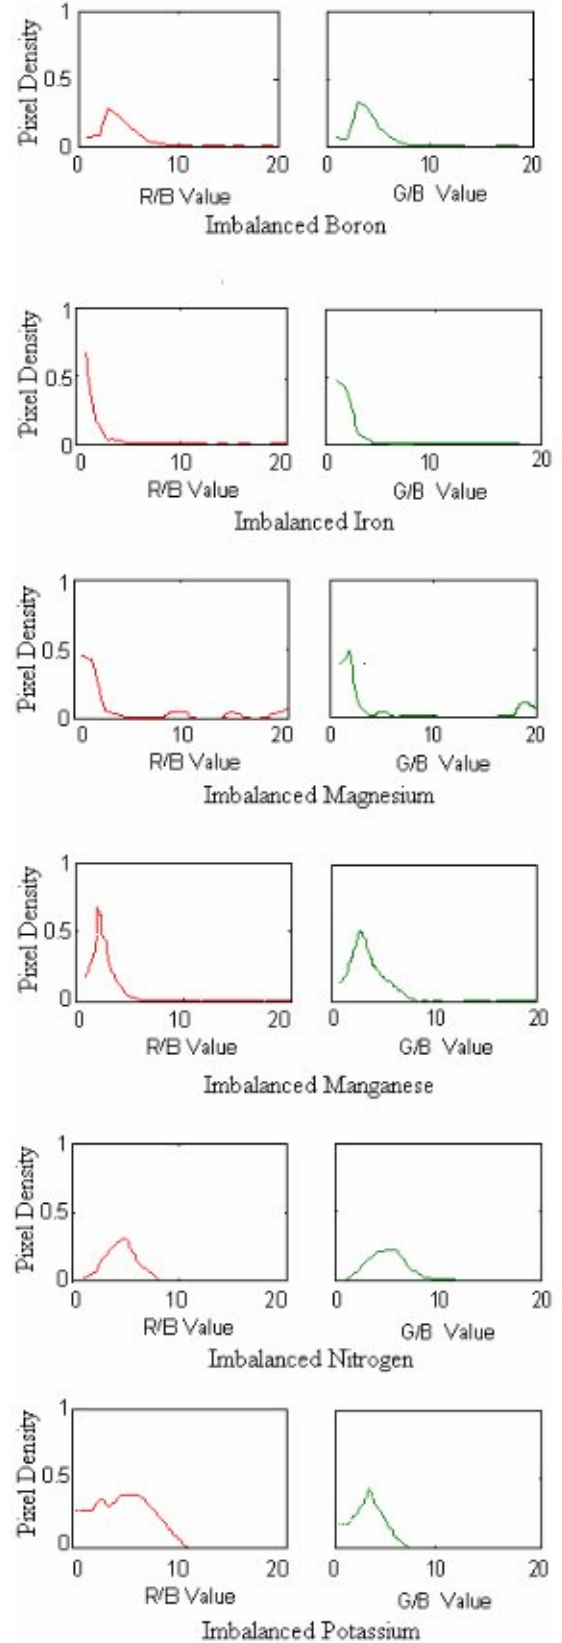 Pixel Density
1
0.5
0
0 10 20
0 10 20
R/B Value
G/B Value
Imbalanced Boron
Pixel Density
1
0.5
0
0 10 20
0 10 20
R/B Value
G/B Value
Imbalanced Iron
Pixel Density
1
0.5
0
0 10 20
0 10 20
R/B Value
G/B Value
Imbalanced Magnesium
Pixel Density
1
0.5
0
0 10 20
0 10 20
R/B Value
G/B Value
Imbalanced Manganese
Pixel Density
1
0.5
0
0 10 20
0 10 20
R/B Value
G/B Value
Imbalanced Nitrogen
Pixel Density
1
0.5
0
0 10 20
0 10 20
R/B Value
G/B Value
Imbalanced Potassium